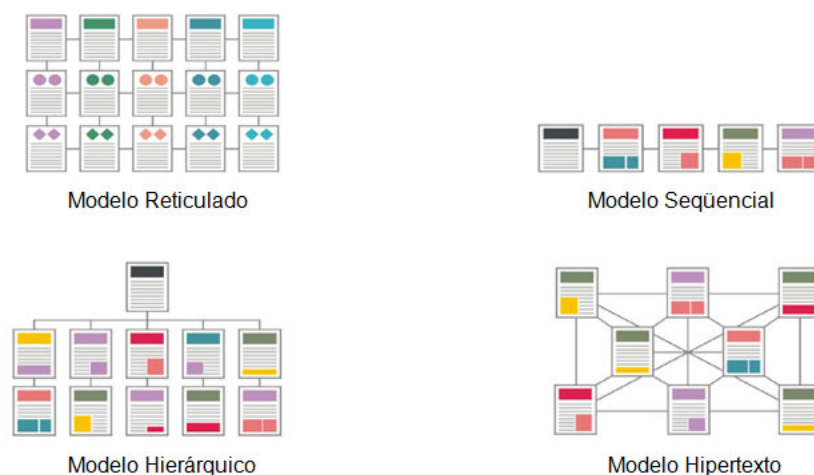 Modelo Reticulado
Modelo Seqüencial
Modelo Hierárquico
Modelo Hipertexto